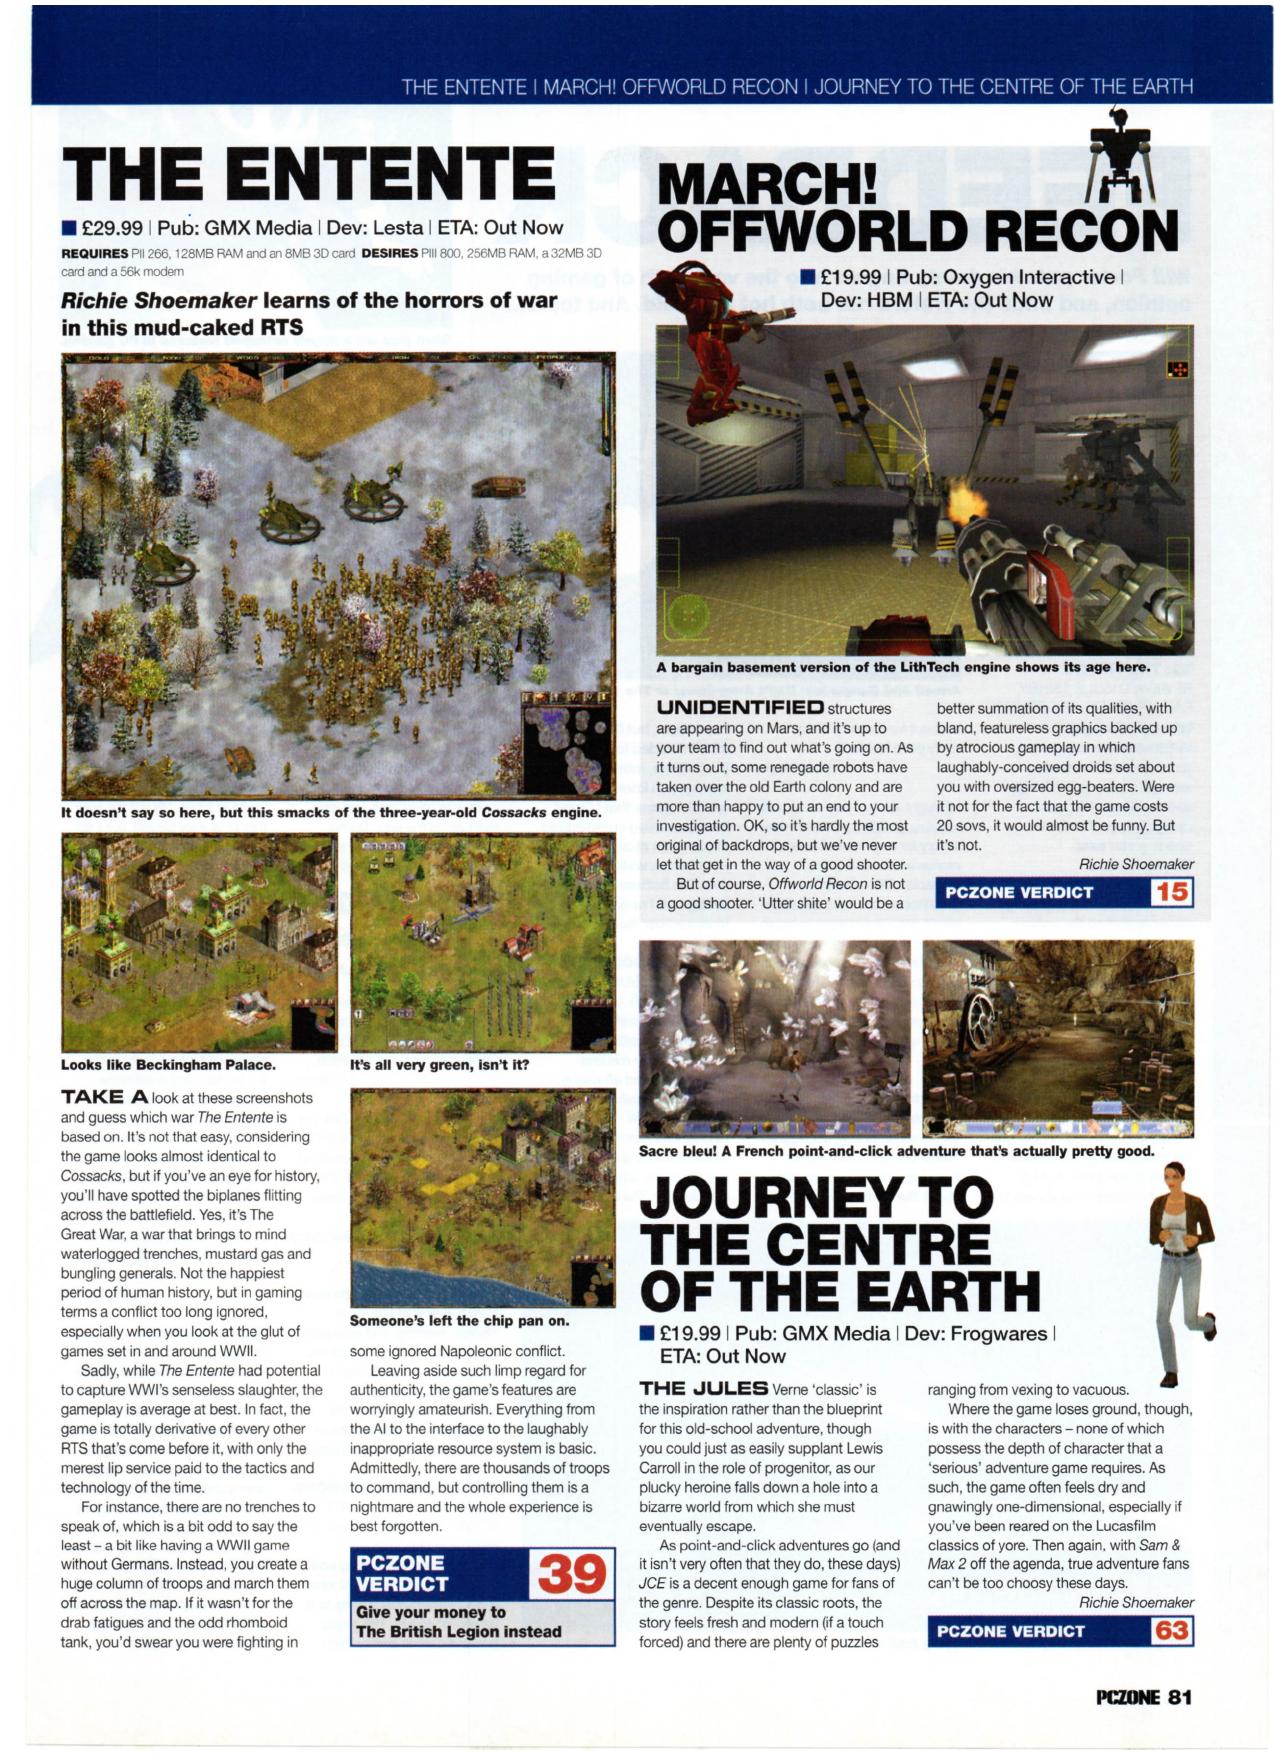 THE ENTENTE | MARCH! OFFWORLD RECON | JOURNEY TO THE CENTRE OF THE EARTH
THE ENTENTE
£29.99 | Pub: GMX Media | Dev: Lesta | ETA: Out Now
REQUIRES PII 266, 128MB RAM and an 8MB 3D card DESIRES PIII 800, 256MB RAM, a 32MB 3D
card and a 56k modem
Richie Shoemaker learns of the horrors of war
in this mud-caked RTS
It doesn't say so here, but this smacks of the three-year-old Cossacks engine.
Looks like Beckingham Palace.
It's all very green, isn't it?
TAKE A look at these screenshots
and guess which war The Entente is
based on. It's not that easy, considering
the game looks almost identical to
Cossacks, but if you've an eye for history,
you'll have spotted the biplanes flitting
across the battlefield. Yes, it's The
Great War, a war that brings to mind
waterlogged trenches, mustard gas and
bungling generals. Not the happiest
period of human history, but in gaming
terms a conflict too long ignored,
especially when you look at the glut of
games set in and around WWII.
Sadly, while The Entente had potential
to capture WWI's senseless slaughter, the
gameplay is average at best. In fact, the
game is totally derivative of every other
RTS that's come before it, with only the
merest lip service paid to the tactics and
technology of the time.
For instance, there are no trenches to
speak of, which is a bit odd to say the
least – a bit like having a WWII game
without Germans. Instead, you create a
huge column of troops and march them
off across the map. If it wasn't for the
drab fatigues and the odd rhomboid
tank, you'd swear you were fighting in
Someone's left the chip pan on.
some ignored Napoleonic conflict.
Leaving aside such limp regard for
authenticity, the game's features are
worryingly amateurish. Everything from
the AI to the interface to the laughably
inappropriate resource system is basic.
Admittedly, there are thousands of troops
to command, but controlling them is a
nightmare and the whole experience is
best forgotten.
PCZONE
VERDICT
39
Give your money to
The British Legion instead
MARCH!
OFFWORLD RECON
£19.99 | Pub: Oxygen Interactive |
Dev: HBM | ETA: Out Now
A bargain basement version of the LithTech engine shows its age here.
UNIDENTIFIED structures
are appearing on Mars, and it's up to
your team to find out what's going on. As
it turns out, some renegade robots have
taken over the old Earth colony and are
more than happy to put an end to your
investigation. OK, so it's hardly the most
original of backdrops, but we've never
let that get in the way of a good shooter.
But of course, Offworld Recon is not
a good shooter. 'Utter shite' would be a
better summation of its qualities, with
bland, featureless graphics backed up
by atrocious gameplay in which
laughably-conceived droids set about
you with oversized egg-beaters. Were
it not for the fact that the game costs
20 sovs, it would almost be funny. But
it's not.
Richie Shoemaker
PCZONE VERDICT 15
Sacre bleu! A French point-and-click adventure that's actually pretty good.
JOURNEY TO
THE CENTRE
OF THE EARTH
£19.99 | Pub: GMX Media | Dev: Frogwares |
ETA: Out Now
THE JULES Verne 'classic' is
the inspiration rather than the blueprint
for this old-school adventure, though
you could just as easily supplant Lewis
Carroll in the role of progenitor, as our
plucky heroine falls down a hole into a
bizarre world from which she must
eventually escape.
As point-and-click adventures go (and
it isn't very often that they do, these days)
JCE is a decent enough game for fans of
the genre. Despite its classic roots, the
story feels fresh and modern (if a touch
forced) and there are plenty of puzzles
ranging from vexing to vacuous.
Where the game loses ground, though,
is with the characters – none of which
possess the depth of character that a
'serious' adventure game requires. As
such, the game often feels dry and
gnawingly one-dimensional, especially if
you've been reared on the Lucasfilm
classics of yore. Then again, with Sam &
Max 2 off the agenda, true adventure fans
can't be too choosy these days.
Richie Shoemaker
PCZONE VERDICT 63
PCZONE 81